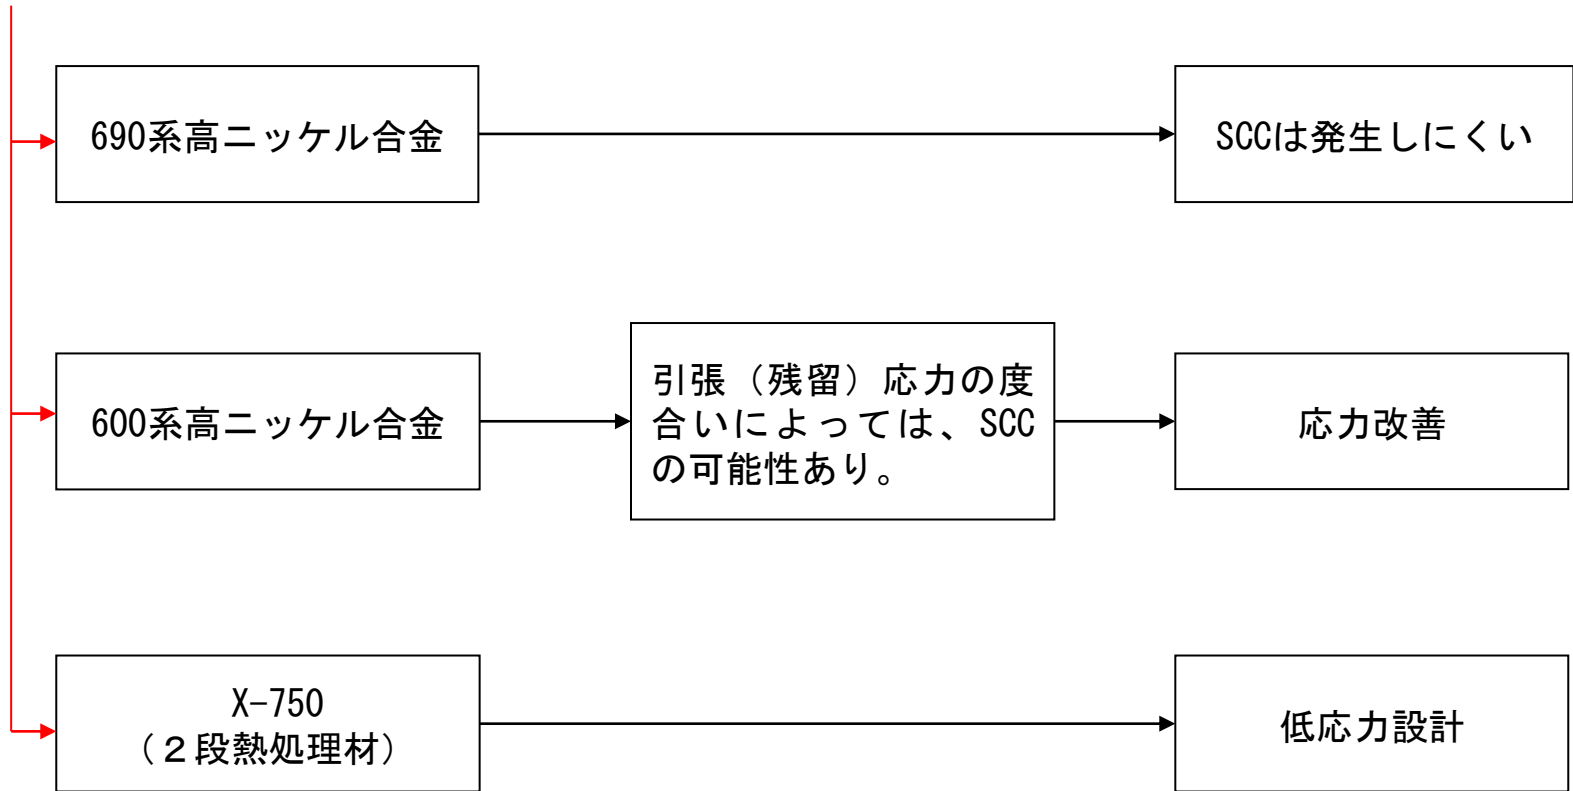 690系高ニッケル合金
SCCは発生しにくい
600系高ニッケル合金
引張（残留）応力の度
合いによっては、SCC
の可能性あり。
応力改善
X-750
（２段熱処理材）
低応力設計